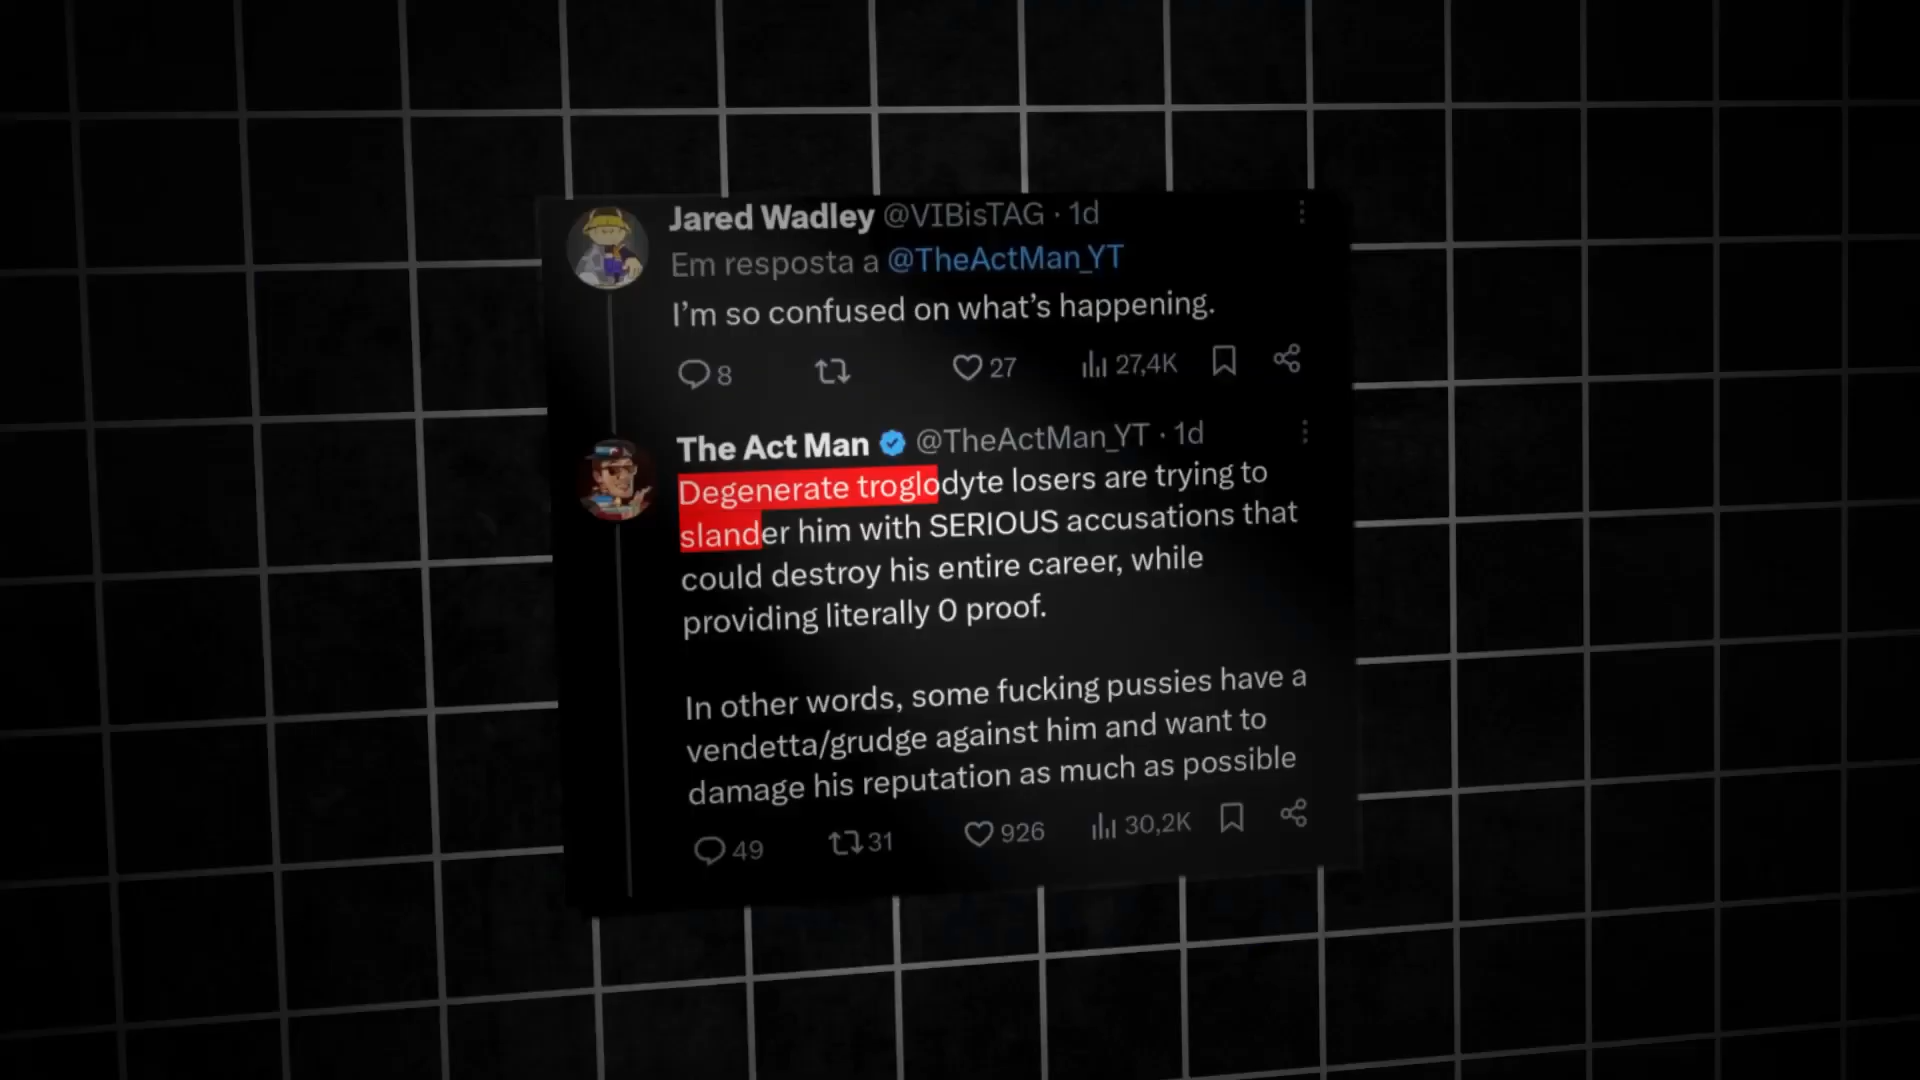 Jared Wadley @VIBisTAG · 1d
Em resposta a @TheActMan_YT
I’m so confused on what’s happening.
8 27 27,4K
The Act Man @TheActMan_YT · 1d
Degenerate troglodyte losers are trying to
slander him with SERIOUS accusations that
could destroy his entire career, while
providing literally 0 proof.
In other words, some fucking pussies have a
vendetta/grudge against him and want to
damage his reputation as much as possible
49 31 926 30,2K